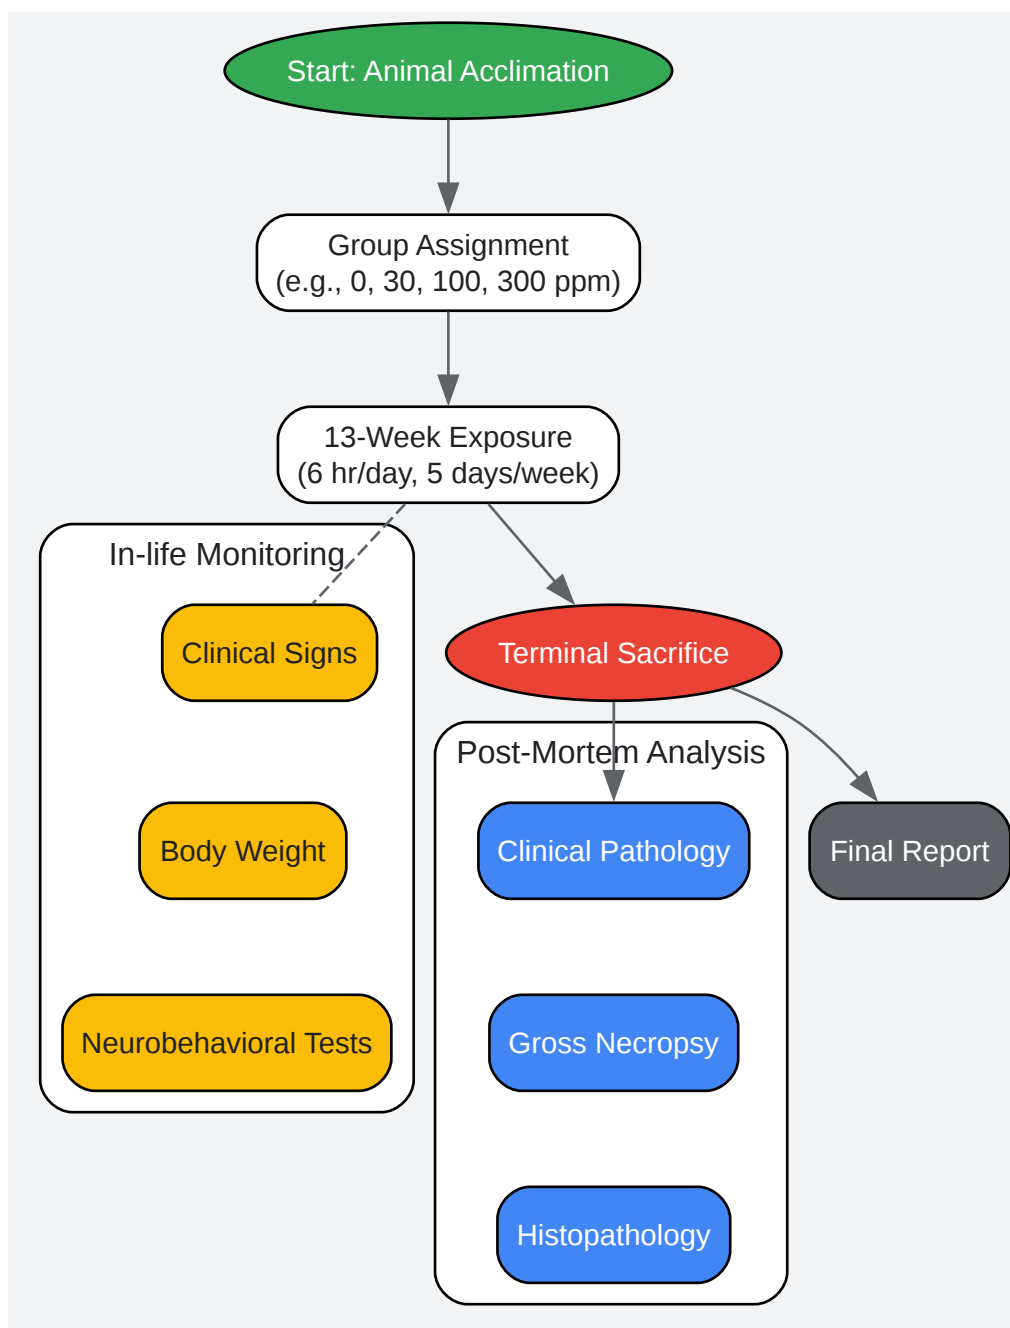 Start: Animal Acclimation
Group Assignment
(e.g., 0, 30, 100, 300 ppm)
13-Week Exposure
(6 hr/day, 5 days/week)
In-life Monitoring
Clinical Signs
Body Weight
Neurobehavioral Tests
Terminal Sacrifice
Post-Mortem Analysis
Clinical Pathology
Gross Necropsy
Histopathology
Final Report